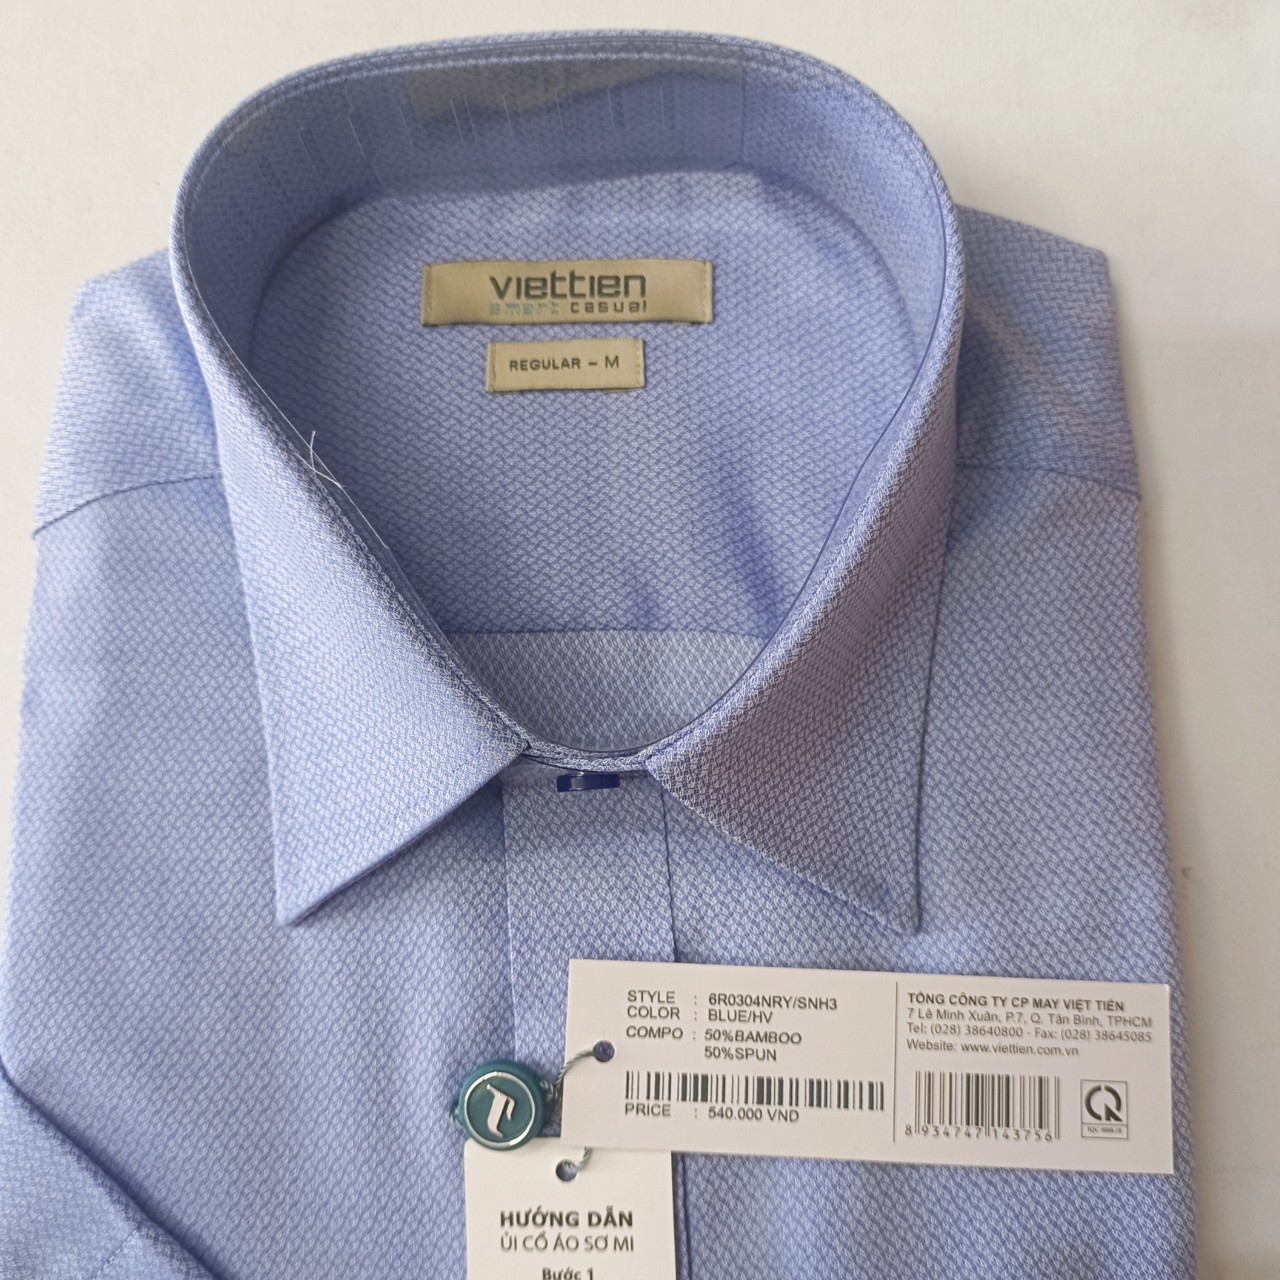 viettien
smart casual
REGULAR - M
STYLE : 6R0304NRY/SNH3
COLOR : BLUE/HV
COMPO : 50%BAMBOO
50%SPUN
PRICE : 540.000 VND
TỔNG CÔNG TY CP MAY VIỆT TIẾN
7 Lê Minh Xuân, P.7, Q. Tân Bình, TPHCM
Tel: (028) 38640800 - Fax: (028) 38645085
Website: www.viettien.com.vn
8 934747 143756
HƯỚNG DẪN
ỦI CỔ ÁO SƠ MI
Bước 1